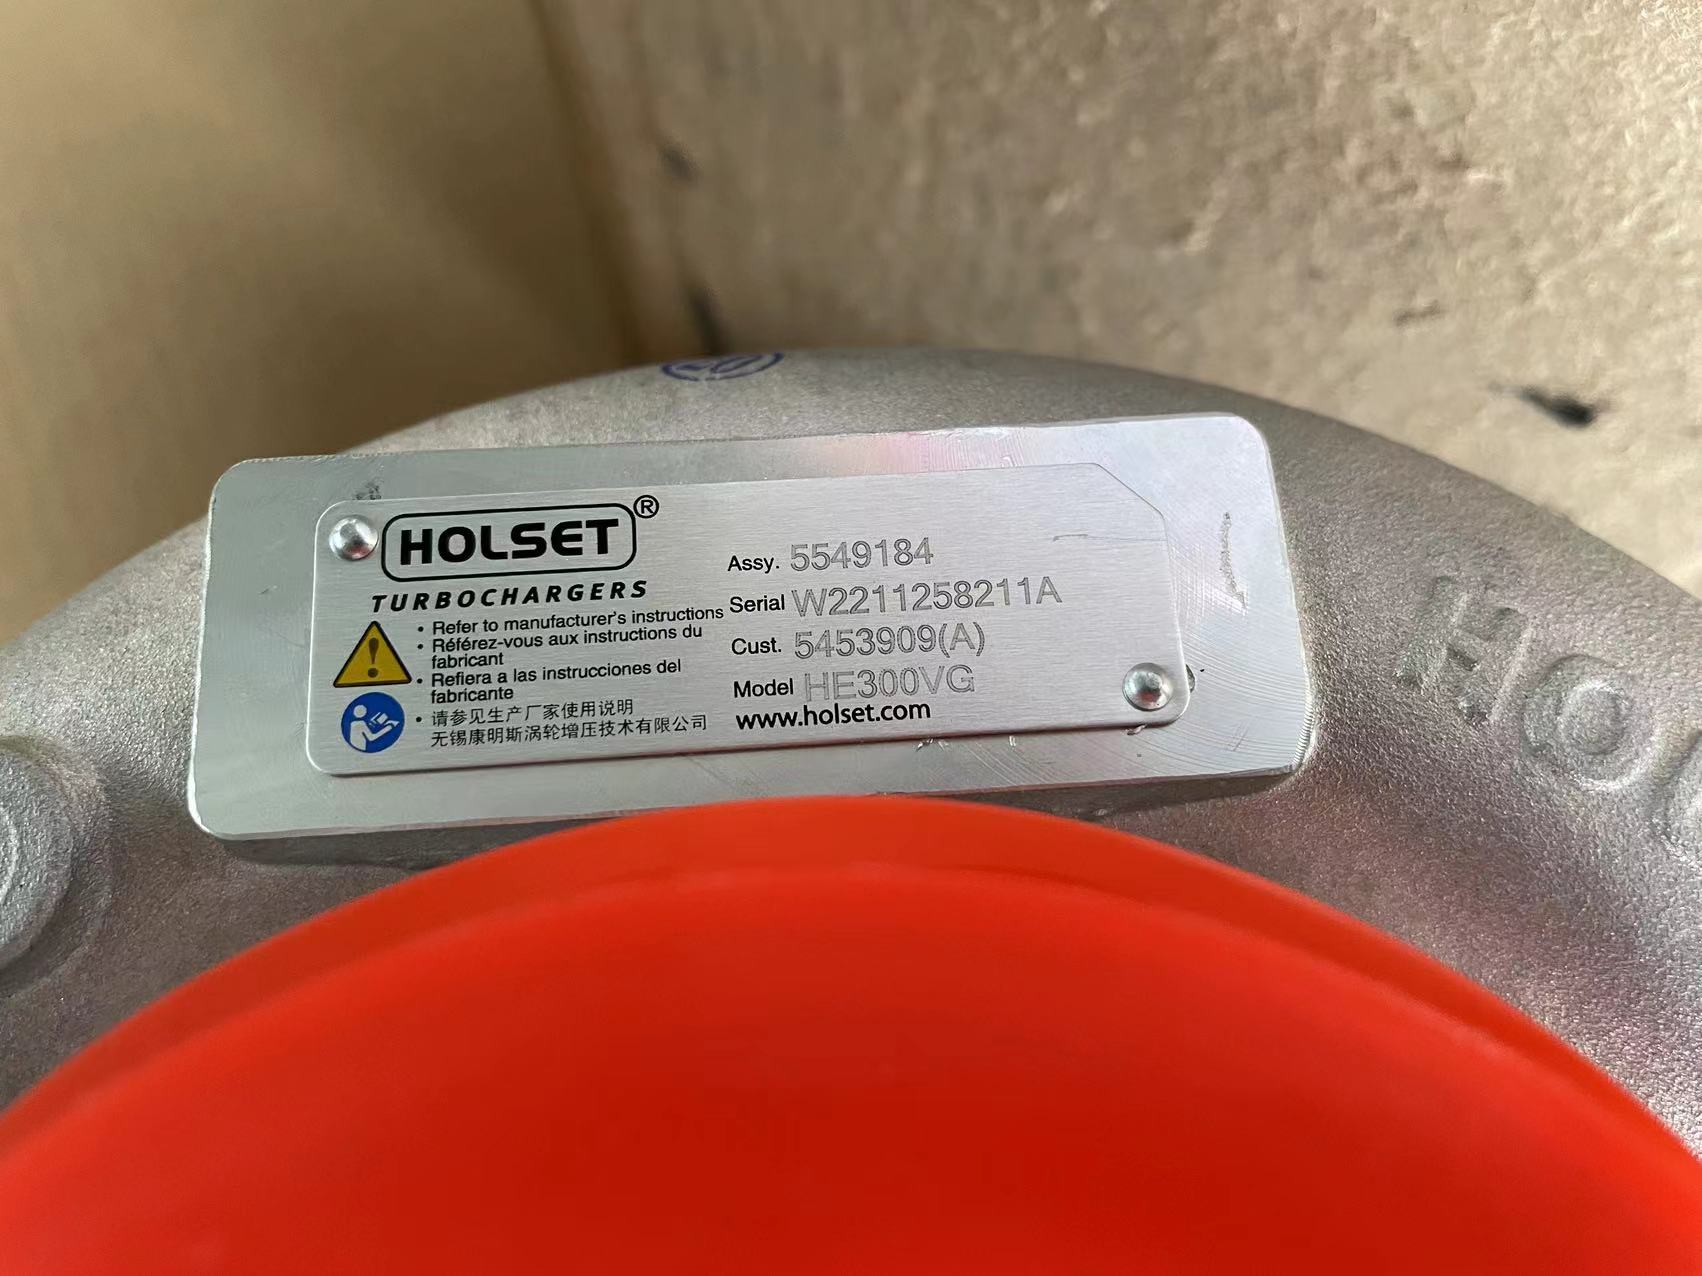 HOLSET®
TURBOCHARGERS
• Refer to manufacturer's instructions
• Référez-vous aux instructions du
fabricant
• Refiera a las instrucciones del
fabricante
• 请参见生产厂家使用说明
无锡康明斯涡轮增压技术有限公司
Assy. 5549184
Serial W2211258211A
Cust. 5453909(A)
Model HE300VG
www.holset.com
HO